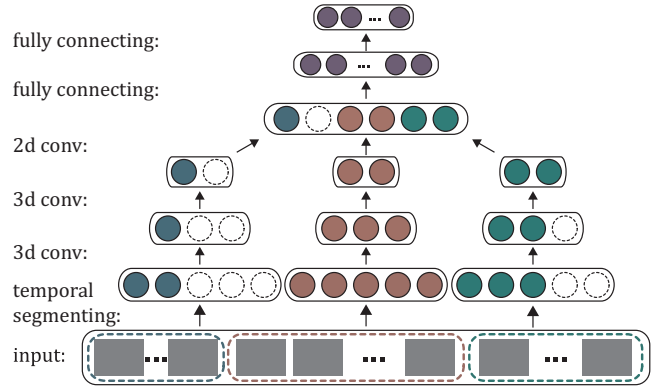 fully connecting:
fully connecting:
2d conv:
3d conv:
3d conv:
temporal
segmenting:
input: